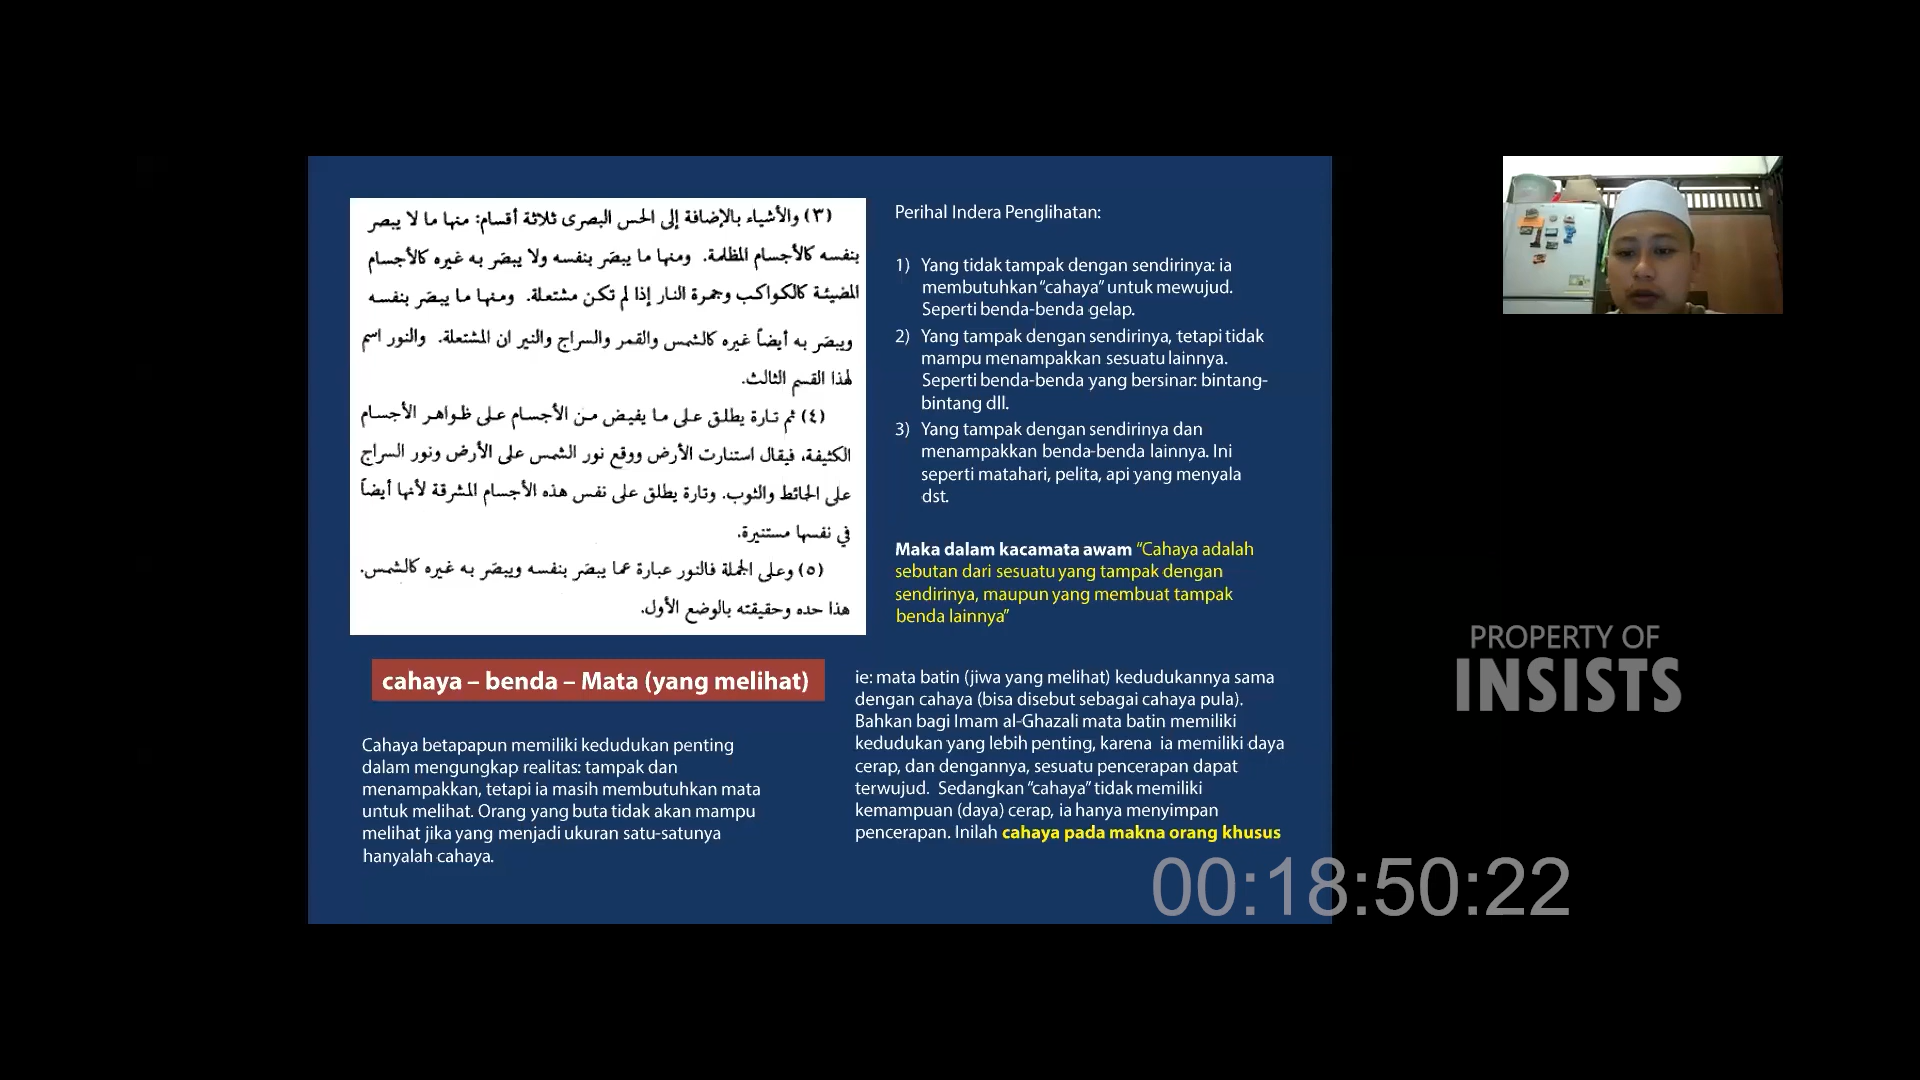 (٣) والأشياء بالإضافة إلى الحس البصرى ثلاثة أقسام: منها ما لا يبصر
بنفسه كالأجسام المظلمة. ومنها ما يبصَر بنفسه ولا يبصَر به غيره كالأجسام
المضيئة كالكواكب وجمرة النار إذا لم تكن مشتعلة. ومنها ما يبصَر بنفسه
ويبصَر به أيضاً غيره كالشمس والقمر والسراج والنير ان المشتعلة. والنور اسم
لهذا القسم الثالث.
(٤) ثم تارة يطلق على ما يفيض من الأجسام على ظواهر الأجسام
الكثيفة، فيقال استنارت الأرض ووقع نور الشمس على الأرض ونور السراج
على الحائط والثوب. وتارة يطلق على نفس هذه الأجسام المشرقة لأنها أيضاً
في نفسها مستنيرة.
(٥) وعلى الجملة فالنور عبارة عما يبصَر بنفسه ويبصَر به غيره كالشمس.
هذا حده وحقيقته بالوضع الأول.
cahaya – benda – Mata (yang melihat)
Cahaya betapapun memiliki kedudukan penting
dalam mengungkap realitas: tampak dan
menampakkan, tetapi ia masih membutuhkan mata
untuk melihat. Orang yang buta tidak akan mampu
melihat jika yang menjadi ukuran satu-satunya
hanyalah cahaya.
Perihal Indera Penglihatan:
1) Yang tidak tampak dengan sendirinya: ia
membutuhkan “cahaya” untuk mewujud.
Seperti benda-benda gelap.
2) Yang tampak dengan sendirinya, tetapi tidak
mampu menampakkan sesuatu lainnya.
Seperti benda-benda yang bersinar: bintang-
bintang dll.
3) Yang tampak dengan sendirinya dan
menampakkan benda-benda lainnya. Ini
seperti matahari, pelita, api yang menyala
dst.
Maka dalam kacamata awam “Cahaya adalah
sebutan dari sesuatu yang tampak dengan
sendirinya, maupun yang membuat tampak
benda lainnya”
ie: mata batin (jiwa yang melihat) kedudukannya sama
dengan cahaya (bisa disebut sebagai cahaya pula).
Bahkan bagi Imam al-Ghazali mata batin memiliki
kedudukan yang lebih penting, karena ia memiliki daya
cerap, dan dengannya, sesuatu pencerapan dapat
terwujud. Sedangkan “cahaya” tidak memiliki
kemampuan (daya) cerap, ia hanya menyimpan
pencerapan. Inilah cahaya pada makna orang khusus
PROPERTY OF
INSISTS
00:18:50:22